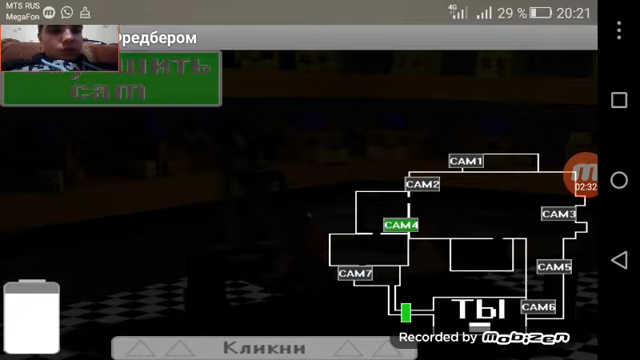 MTS RUS
MegaFon
4G
29 %
20:21
редбером
cam
CAM1
CAM2
02:32
CAM3
CAM4
CAM5
CAM7
CAM6
ТЫ
Recorded by Mobizen
Кликни